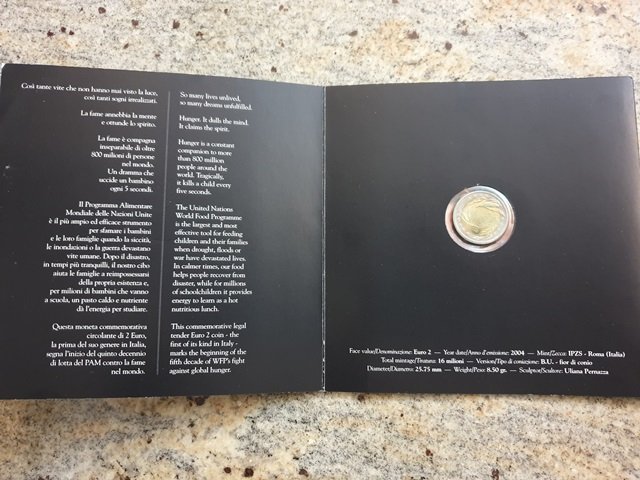 Così tante vite che non hanno mai visto la luce,
così tanti sogni irrealizati.
La fame annebbia la mente
e ottunde lo spirito.
La fame è compagna
inseparabile di oltre
800 milioni di persone
nel mondo.
Un dramma che
uccide un bambino
ogni 5 secondi.
Il Programma Alimentare
Mondiale delle Nazioni Unite
è il più ampio ed efficace strumento
per sfamare i bambini
e le loro famiglie quando la siccità,
le inondazioni o la guerra devastano
vite umane. Dopo il disastro,
in tempi più tranquilli, il nostro cibo
aiuta le famiglie a reimpossessarsi
della propria esistenza e,
per milioni di bambini che vanno
a scuola, un pasto caldo e nutriente
dà l'energia per studiare.
Questa moneta commemorativa
circolante di 2 Euro,
la prima del suo genere in Italia,
segna l'inizio del quinto decennio
di lotta del PAM contro la fame
nel mondo.
So many lives unlived,
so many dreams unfulfilled.
Hunger. It dulls the mind.
It claims the spirit.
Hunger is a constant
companion to more
than 800 million
people around the
world. Tragically,
it kills a child every
five seconds.
The United Nations
World Food Programme
is the largest and most
effective tool for feeding
children and their families
when drought, floods or
war have devastated lives.
In calmer times, our food
helps people recover from
disaster, while for millions
of schoolchildren it provides
energy to learn as a hot
nutritious lunch.
This commemorative legal
tender Euro 2 coin - the
first of its kind in Italy -
marks the beginning of the
fifth decade of WFP's fight
against global hunger.
Face value/Denominazione: Euro 2 — Year date/Anno d'emissione: 2004 — Mint/Zecca: IPZS - Roma (Italia)
Total mintage/Tiratura: 16 milioni — Version/Tipo di coniazione: B.U. - fior di conio
Diameter/Diametro: 25.75 mm — Weight/Peso: 8.50 gr. — Sculptor/Scultore: Uliana Pernazza